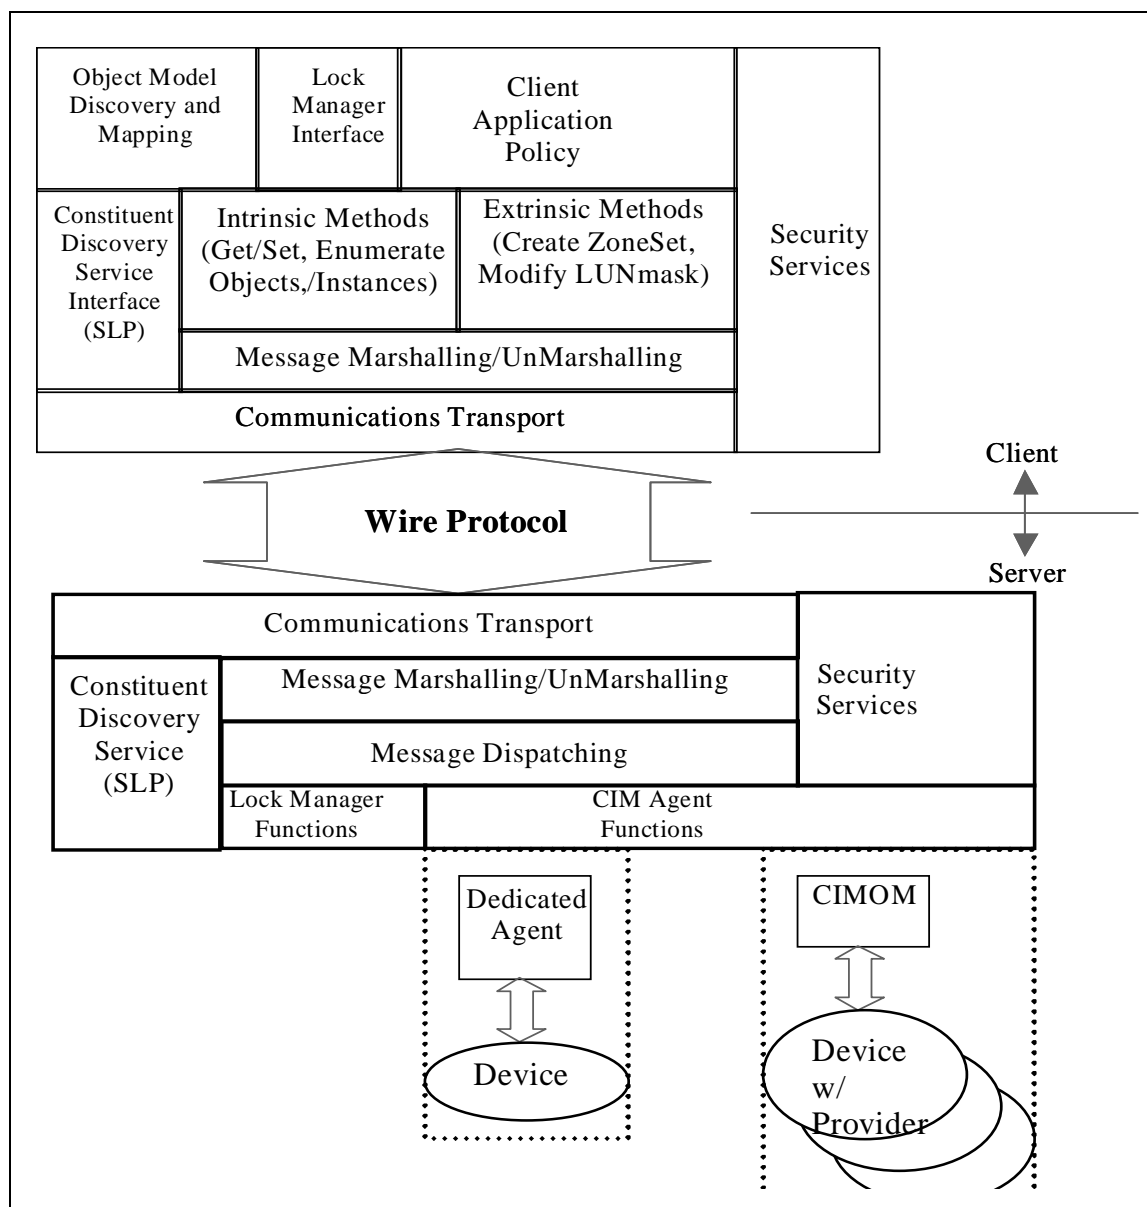 Object Model
Discovery and
Mapping
Lock
Manager
Interface
Client
Application
Policy
Constituent
Discovery
Service
Interface
(SLP)
Intrinsic Methods
(Get/Set, Enumerate
Objects,/Instances)
Extrinsic Methods
(Create ZoneSet,
Modify LUNmask)
Security
Services
Message Marshalling/UnMarshalling
Communications Transport
Client
Wire Protocol
Server
Communications Transport
Constituent
Discovery
Service
(SLP)
Message Marshalling/UnMarshalling
Security
Services
Message Dispatching
Lock Manager
Functions
CIM Agent
Functions
Dedicated
Agent
CIMOM
Device
Device
w/
Provider